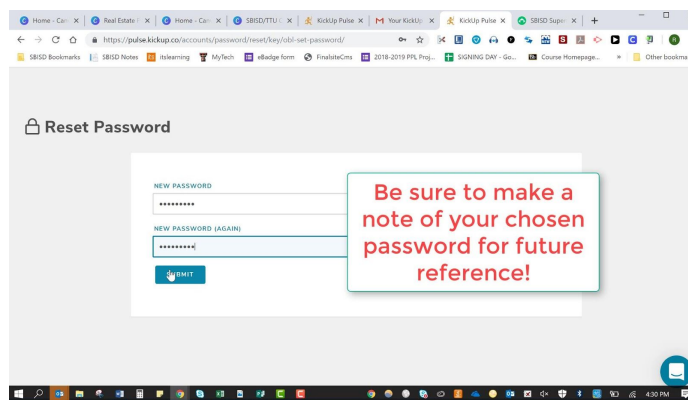 Home - Can
Real Estate
Home - Can
SBISD/TTU
KickUp Pulse
Your KickUp
KickUp Pulse
SBISD Super
https://pulse.kickup.co/accounts/password/reset/key/obl-set-password/
SBISD Bookmarks
SBISD Notes
itslearning
MyTech
eBadge form
FinalsiteCms
2018-2019 PPL Proj...
SIGNING DAY - Go...
Course Homepage...
»
Other bookma
Reset Password
NEW PASSWORD
•••••••••
NEW PASSWORD (AGAIN)
•••••••••
Be sure to make a
note of your chosen
password for future
reference!
4:30 PM